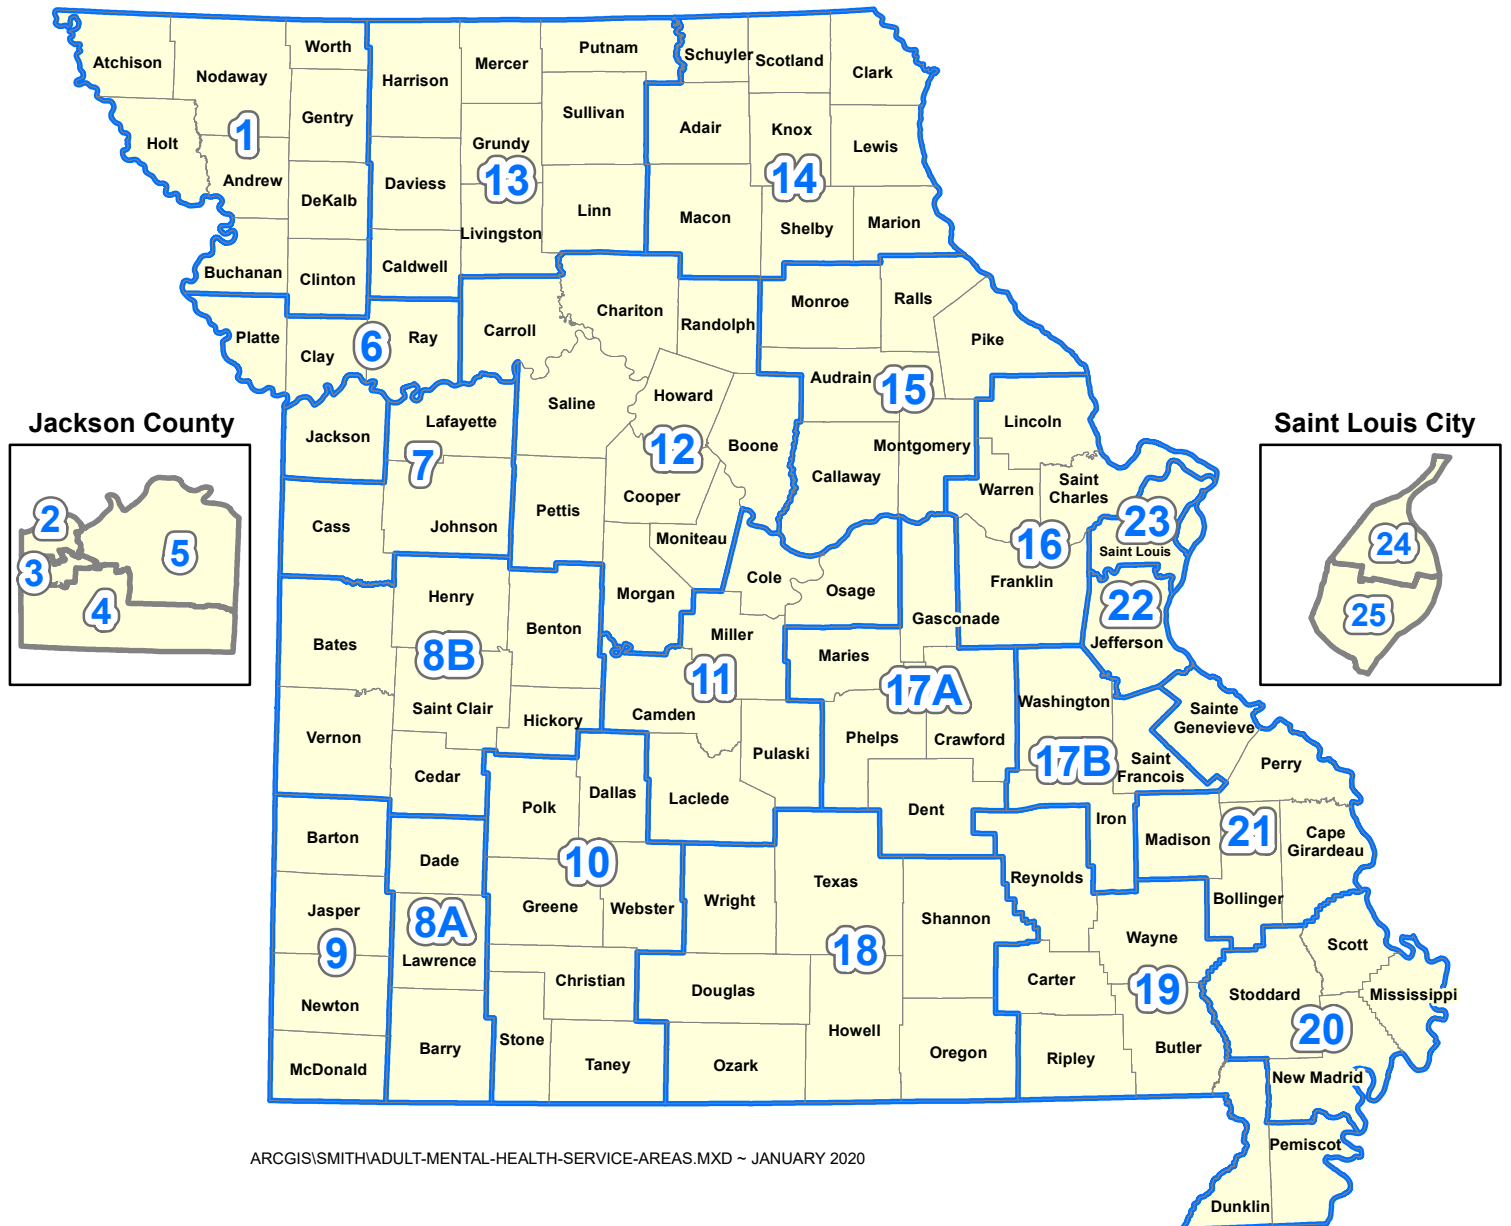 Worth
Putnam
Schuyler
Scotland
Atchison
Mercer
Clark
Nodaway
Harrison
Sullivan
Gentry
Adair
Knox
1
Holt
Grundy
Lewis
Andrew
Daviess
13
14
DeKalb
Linn
Macon
Marion
Livingston
Shelby
Buchanan
Clinton
Caldwell
Monroe
Ralls
Chariton
Randolph
Platte
Clay
6
Ray
Carroll
Pike
Audrain
15
Howard
Saline
Jackson County
Saint Louis City
Lincoln
Jackson
Lafayette
7
12
Boone
Montgomery
Callaway
Saint
Charles
Warren
Cooper
2
5
3
4
Cass
Johnson
Pettis
Moniteau
16
23
Saint Louis
24
25
Cole
Osage
Franklin
Henry
Morgan
22
Gasconade
Benton
Miller
Jefferson
Bates
8B
Maries
11
17A
Saint Clair
Camden
Washington
Sainte
Genevieve
Hickory
Vernon
Phelps
Crawford
Pulaski
17B
Saint
Francois
Perry
Cedar
Dallas
Polk
Laclede
Dent
Iron
Barton
Madison
21
Cape
Girardeau
Dade
10
Texas
Reynolds
Jasper
8A
Greene
Webster
Wright
Bollinger
Shannon
9
Lawrence
18
Wayne
Scott
Christian
Carter
Newton
Douglas
19
Stoddard
Mississippi
Howell
20
Stone
Barry
Oregon
Ripley
Butler
McDonald
Taney
Ozark
New Madrid
Pemiscot
Dunklin
ARCGIS\SMITH\ADULT-MENTAL-HEALTH-SERVICE-AREAS.MXD ~ JANUARY 2020